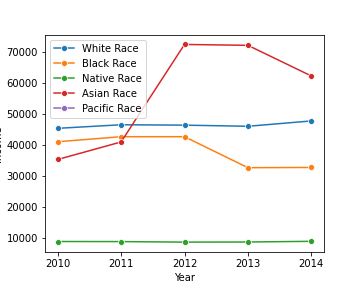 White Race
Black Race
Native Race
Asian Race
Pacific Race
70000
60000
50000
40000
30000
20000
10000
2010 2011 2012 2013 2014
Year